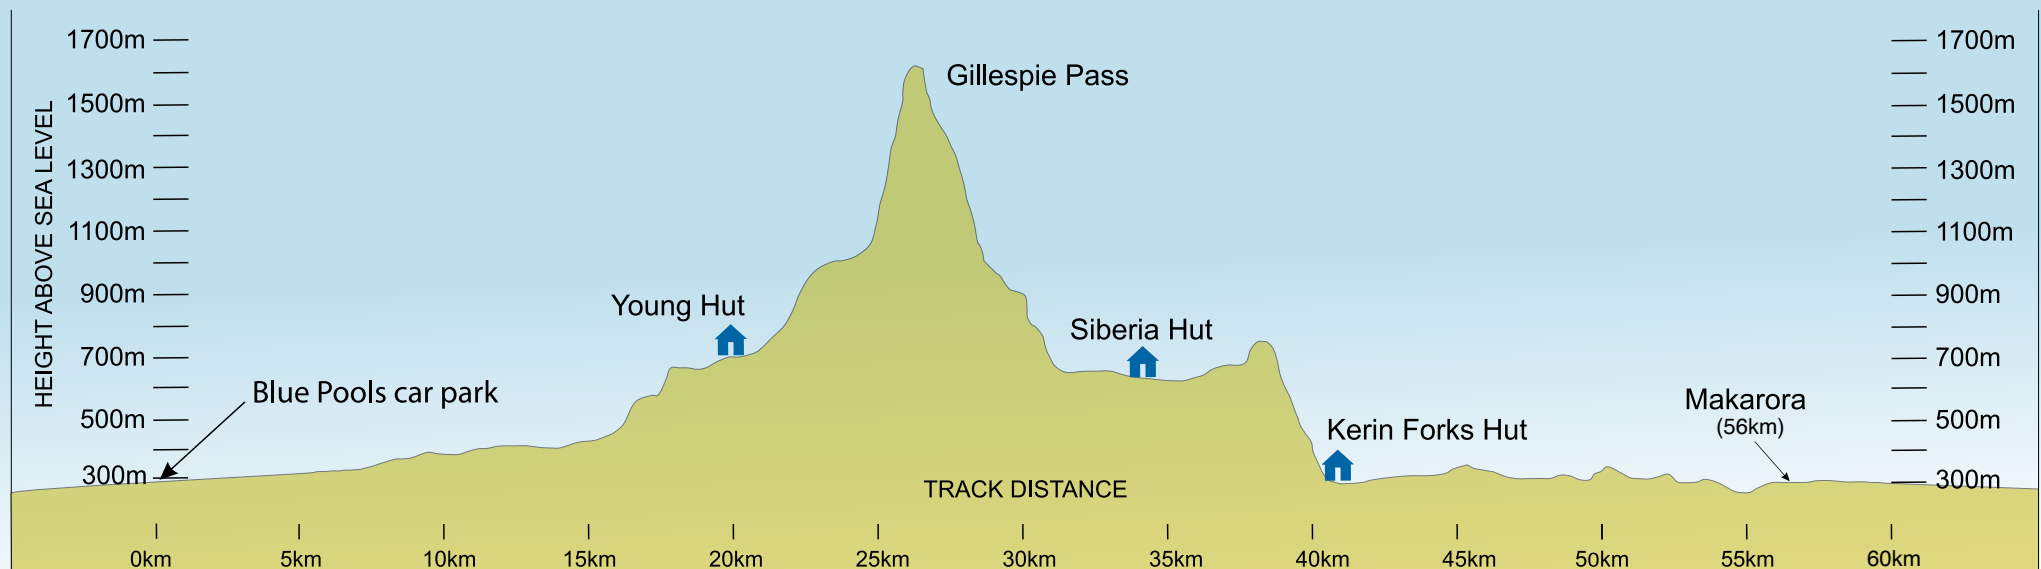 HEIGHT ABOVE SEA LEVEL
1700m
1500m
1300m
1100m
900m
700m
500m
300m
Blue Pools car park
Young Hut
Gillespie Pass
Siberia Hut
Kerin Forks Hut
Makarora
(56km)
1700m
1500m
1300m
1100m
900m
700m
500m
300m
TRACK DISTANCE
0km 5km 10km 15km 20km 25km 30km 35km 40km 45km 50km 55km 60km